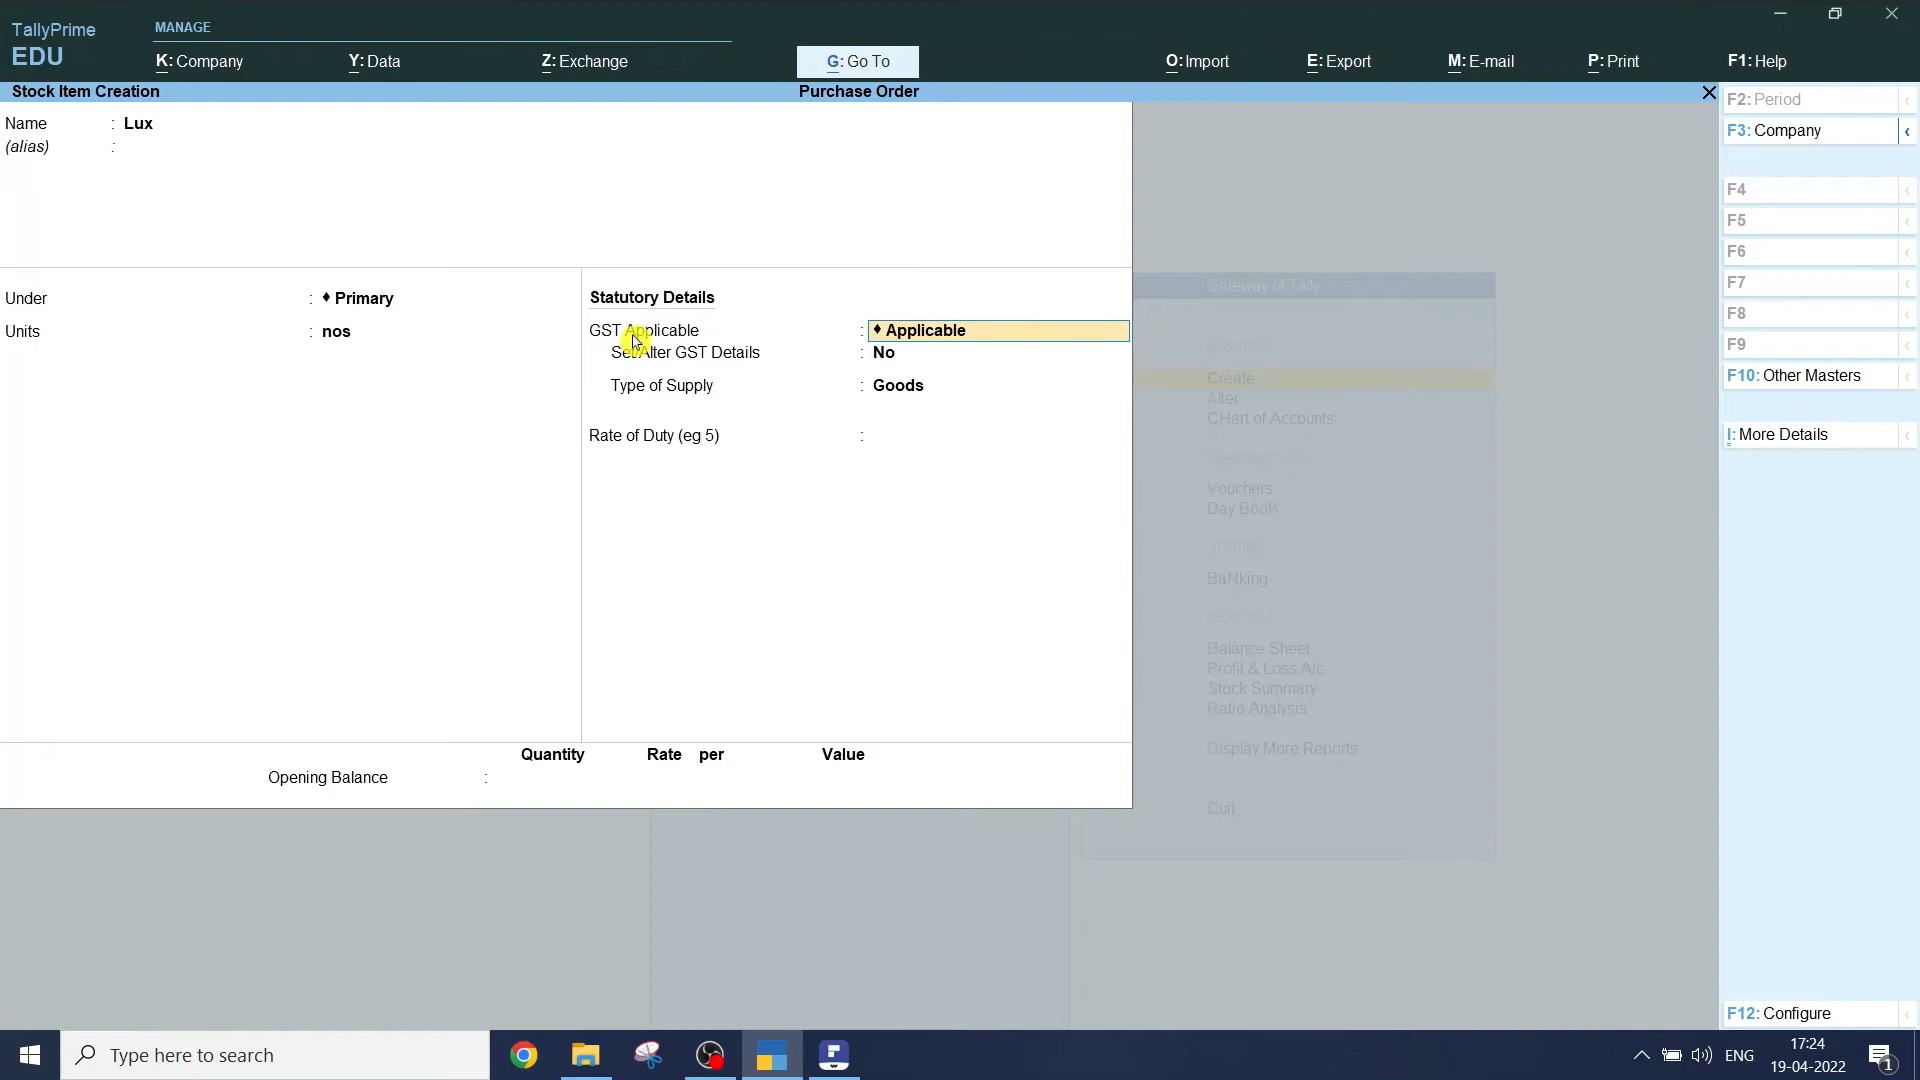 TallyPrime
EDU
MANAGE
K: Company
Y: Data
Z: Exchange
G: Go To
O: Import
E: Export
M: E-mail
P: Print
F1: Help
Stock Item Creation
Purchase Order
Name : Lux
(alias) :
Under : ♦ Primary
Units : nos
Statutory Details
GST Applicable : ♦ Applicable
Set/Alter GST Details : No
Type of Supply : Goods
Rate of Duty (eg 5) :
Quantity Rate per Value
Opening Balance :
Gateway of Tally
MASTERS
Create
Alter
CHart of Accounts
TRANSACTIONS
Vouchers
Day BooK
UTILITIES
BaNking
REPORTS
Balance Sheet
Profit & Loss A/c
Stock Summary
Ratio Analysis
Display More Reports
Quit
F2: Period
F3: Company
F4
F5
F6
F7
F8
F9
F10: Other Masters
I: More Details
F12: Configure
Type here to search
ENG
17:24
19-04-2022
1